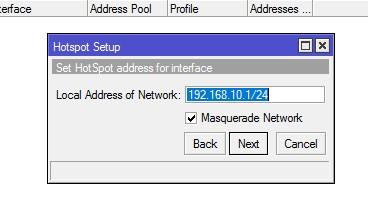 terface Address Pool Profile Addresses ...
Hotspot Setup
Set HotSpot address for interface
Local Address of Network: 192.168.10.1/24
Masquerade Network
Back Next Cancel